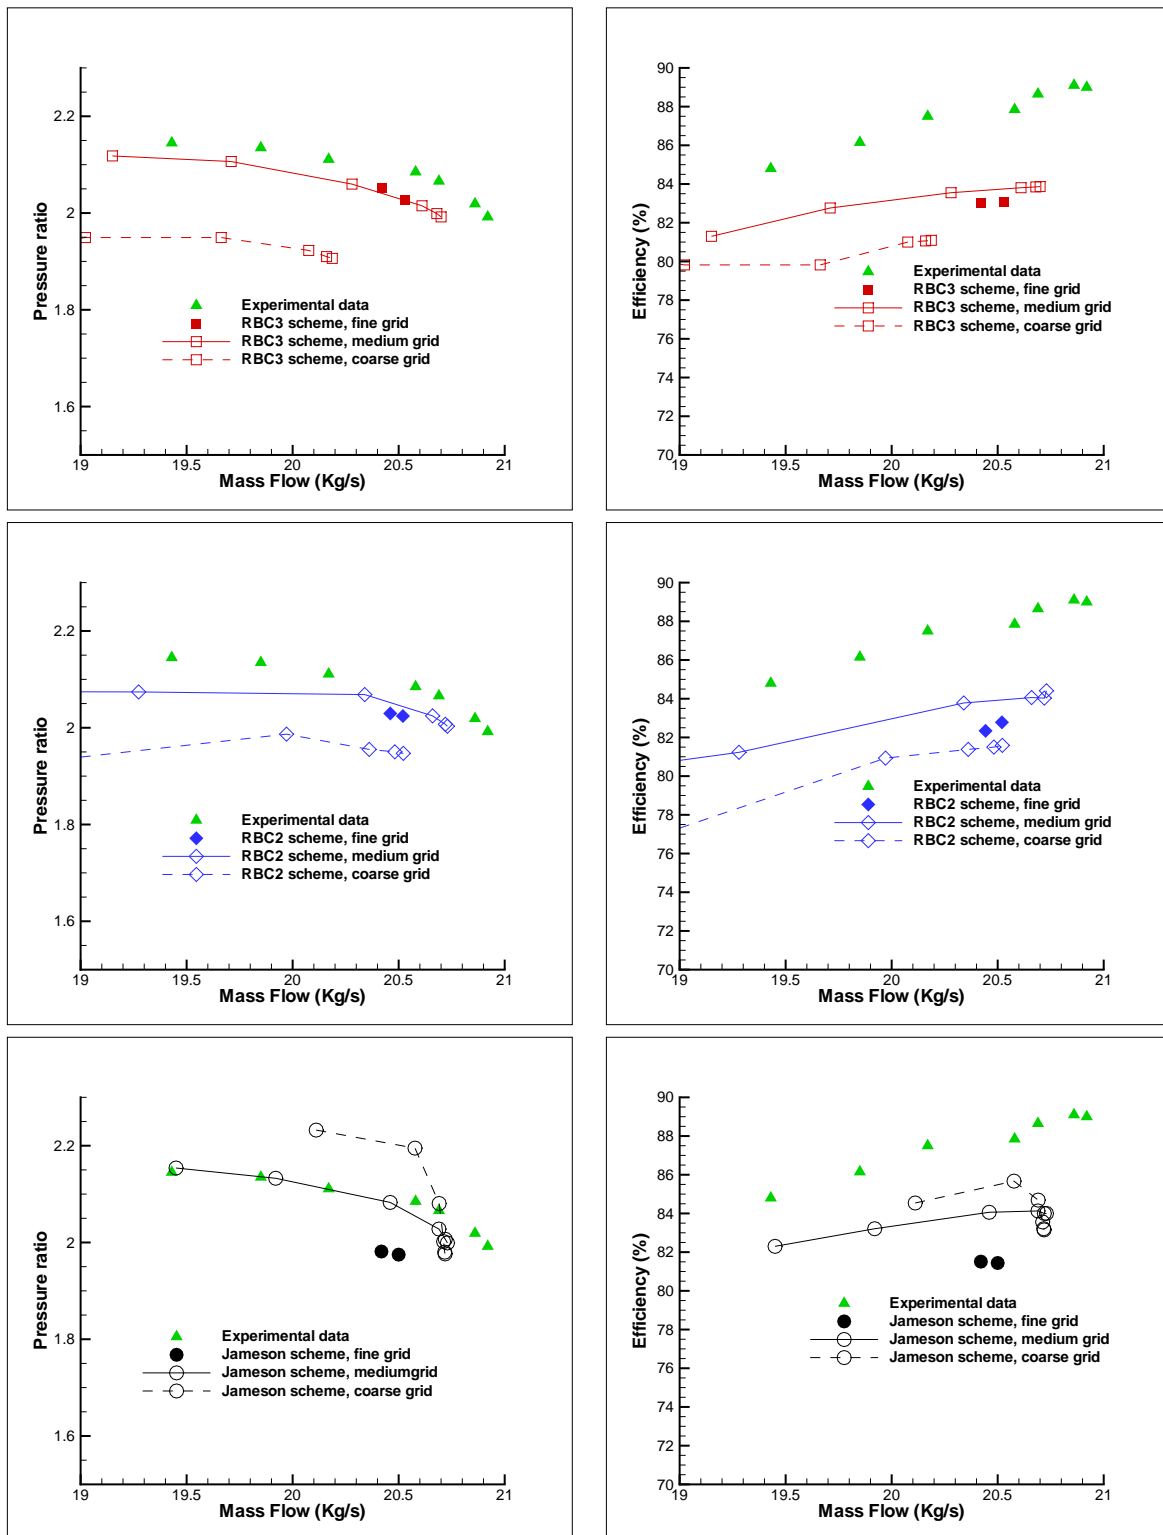 Pressure ratio
2.2
2
1.8
1.6
19
19.5
20
20.5
21
Mass Flow (Kg/s)
Experimental data
RBC3 scheme, fine grid
RBC3 scheme, medium grid
RBC3 scheme, coarse grid
Efficiency (%)
90
88
86
84
82
80
78
76
74
72
70
19
19.5
20
20.5
21
Mass Flow (Kg/s)
Experimental data
RBC3 scheme, fine grid
RBC3 scheme, medium grid
RBC3 scheme, coarse grid
Pressure ratio
2.2
2
1.8
1.6
19
19.5
20
20.5
21
Mass Flow (Kg/s)
Experimental data
RBC2 scheme, fine grid
RBC2 scheme, medium grid
RBC2 scheme, coarse grid
Efficiency (%)
90
88
86
84
82
80
78
76
74
72
70
19
19.5
20
20.5
21
Mass Flow (Kg/s)
Experimental data
RBC2 scheme, fine grid
RBC2 scheme, medium grid
RBC2 scheme, coarse grid
Pressure ratio
2.2
2
1.8
1.6
19
19.5
20
20.5
21
Mass Flow (Kg/s)
Experimental data
Jameson scheme, fine grid
Jameson scheme, mediumgrid
Jameson scheme, coarse grid
Efficiency (%)
90
88
86
84
82
80
78
76
74
72
70
19
19.5
20
20.5
21
Mass Flow (Kg/s)
Experimental data
Jameson scheme, fine grid
Jameson scheme, medium grid
Jameson scheme, coarse grid